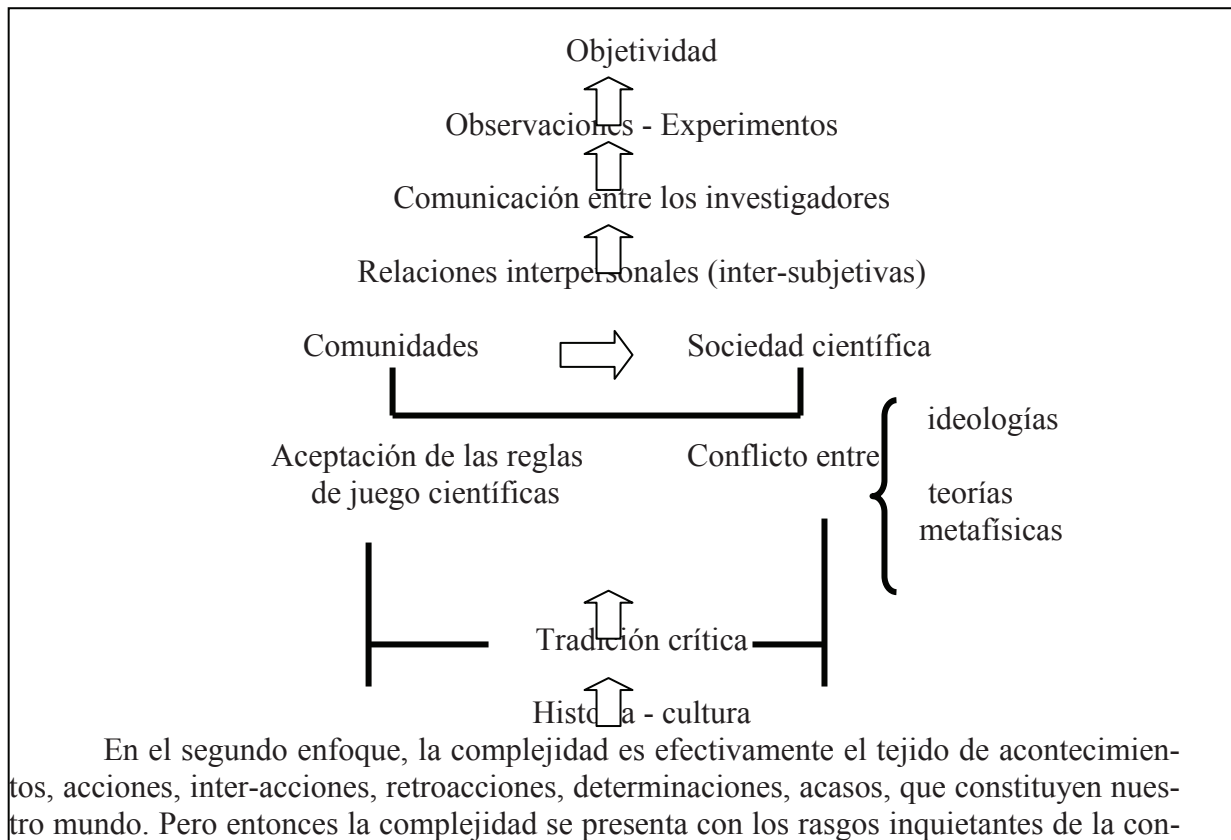 Objetividad
Observaciones - Experimentos
Comunicación entre los investigadores
Relaciones interpersonales (inter-subjetivas)
Comunidades Sociedad científica
ideologías
Aceptación de las reglas Conflicto entre
de juego científicas teorías
metafísicas
Tradición crítica
Historia - cultura
En el segundo enfoque, la complejidad es efectivamente el tejido de acontecimien-
tos, acciones, inter-acciones, retroacciones, determinaciones, acasos, que constituyen nues-
tro mundo. Pero entonces la complejidad se presenta con los rasgos inquietantes de la con-